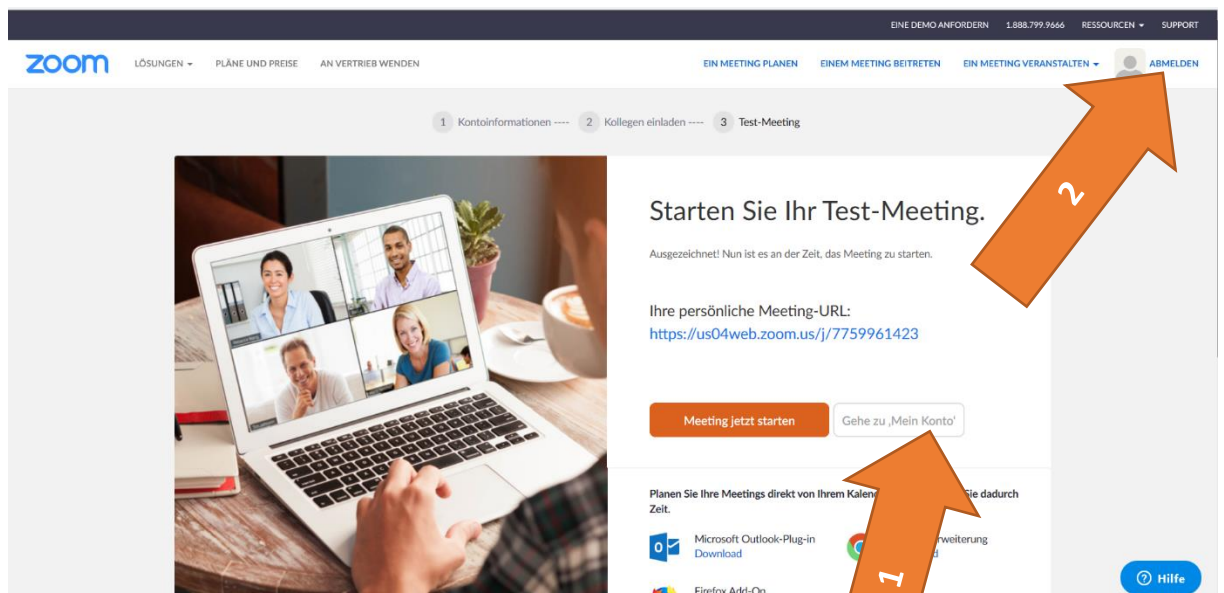 EINE DEMO ANFORDERN 1.888.799.9666 RESSOURCEN SUPPORT
zoom LÖSUNGEN PLÄNE UND PREISE AN VERTRIEB WENDEN EIN MEETING PLANEN EINEM MEETING BEITRETEN EIN MEETING VERANSTALTEN ABMELDEN
1 Kontoinformationen ---- 2 Kollegen einladen ---- 3 Test-Meeting
2
Starten Sie Ihr Test-Meeting.
Ausgezeichnet! Nun ist es an der Zeit, das Meeting zu starten.
Ihre persönliche Meeting-URL:
https://us04web.zoom.us/j/7759961423
Meeting jetzt starten Gehe zu ‚Mein Konto'
Planen Sie Ihre Meetings direkt von Ihrem Sie dadurch
Zeit.
Microsoft Outlook-Plug-in
Download
1
Firefox Add-On
Hilfe